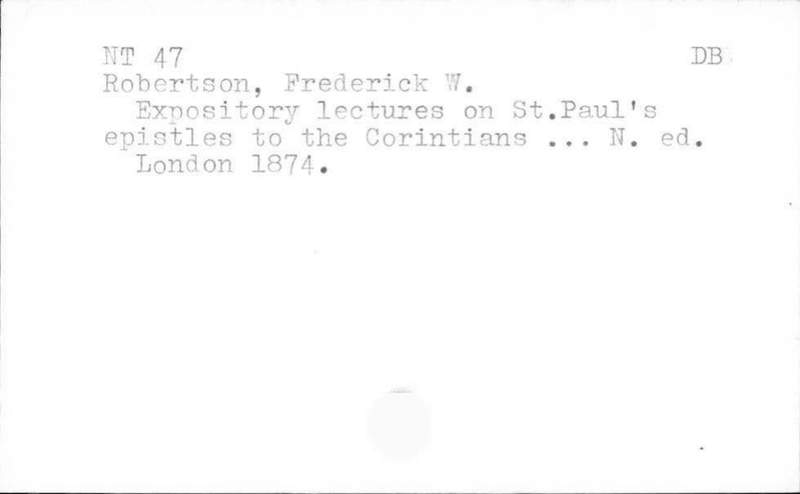 NT 47 DB
Robertson, Frederick W.
Expository lectures on St.Paul's
epistles to the Corintians ... N. ed.
London 1874.